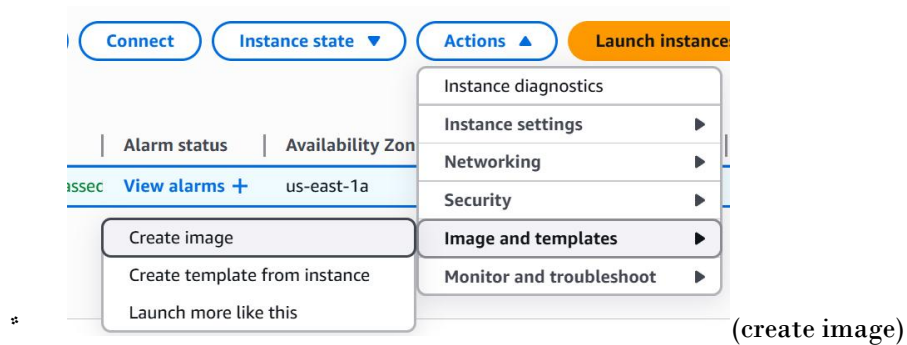 Connect Instance state ▼ Actions ▲ Launch instance
Instance diagnostics
Instance settings ▶
Alarm status Availability Zon
Networking ▶
assec View alarms + us-east-1a
Security ▶
Create image
Image and templates ▶
Create template from instance
Monitor and troubleshoot ▶
Launch more like this
(create image)